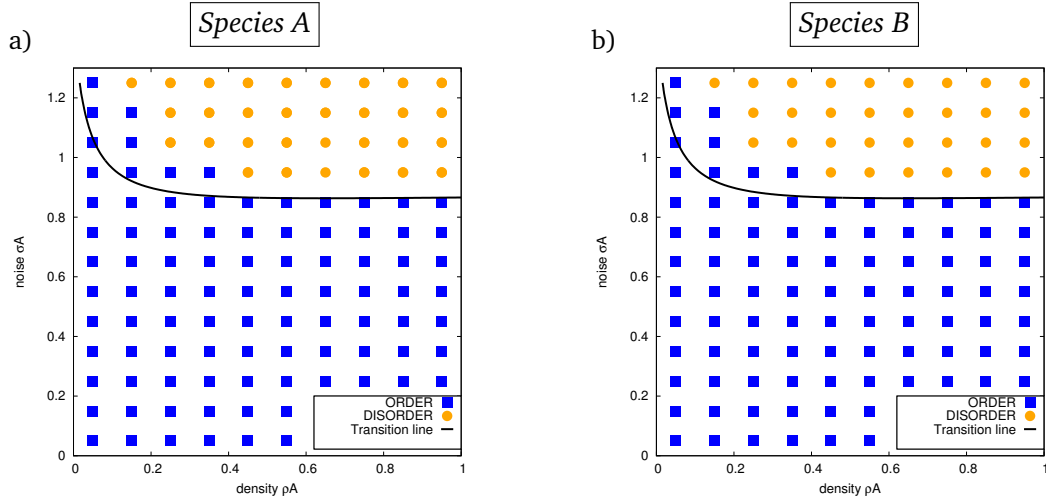 Species A
Species B
a)
b)
1.2
1
0.8
0.6
0.4
0.2
0
0
0.2
0.4
0.6
0.8
1
noise σA
density ρA
ORDER
DISORDER
Transition line
1.2
1
0.8
0.6
0.4
0.2
0
0
0.2
0.4
0.6
0.8
1
noise σA
density ρA
ORDER
DISORDER
Transition line